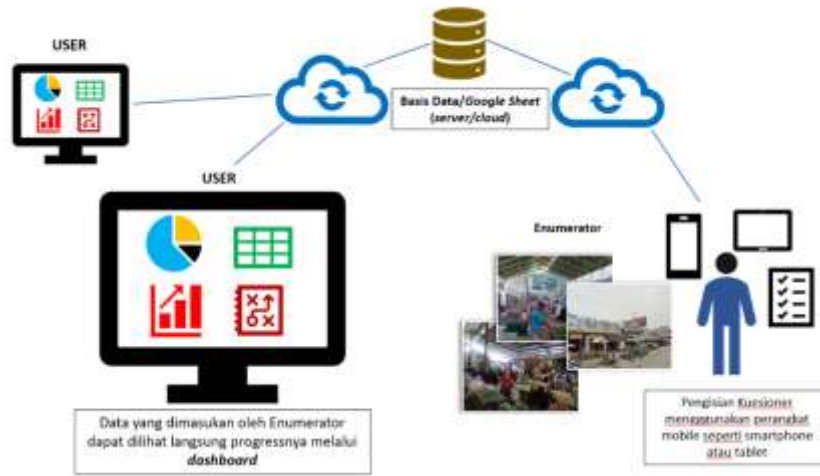 USER
Basis Data/Google Sheet
(server/cloud)
USER
Enumerator
Data yang dimasukan oleh Enumerator
dapat dilihat langsung progressnya melalui
dashboard
Pengisian Kuesioner
menggunakan perangkat
mobile seperti smartphone
atau tablet